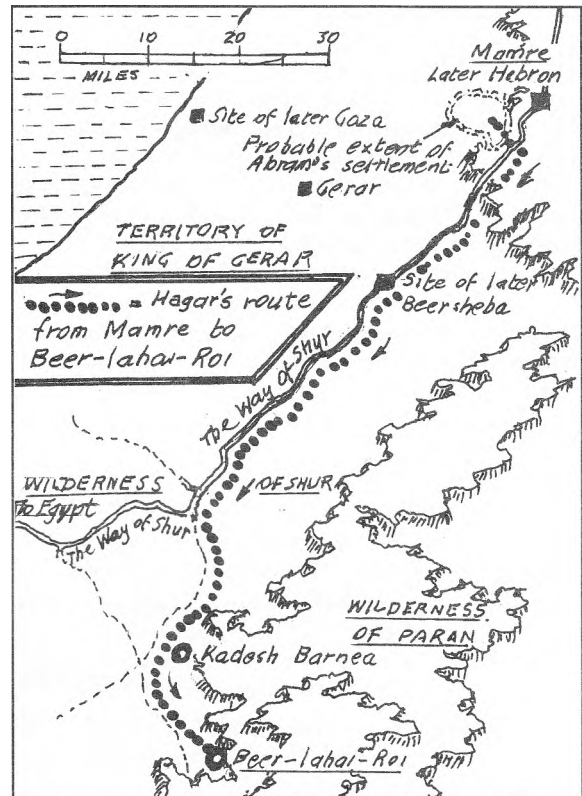 0 10 20 30
MILES
Mamre
Later Hebron
Site of later Gaza
Probable extent of
Abram's settlement
Gerar
TERRITORY OF
KING OF GERAR
Site of later
Beersheba
= Hagar's route
from Mamre to
Beer-lahai-Roi
The Way of Shur
WILDERNESS OF SHUR
To Egypt
The Way of Shur
WILDERNESS
OF PARAN
Kadesh Barnea
Beer-lahai-Roi